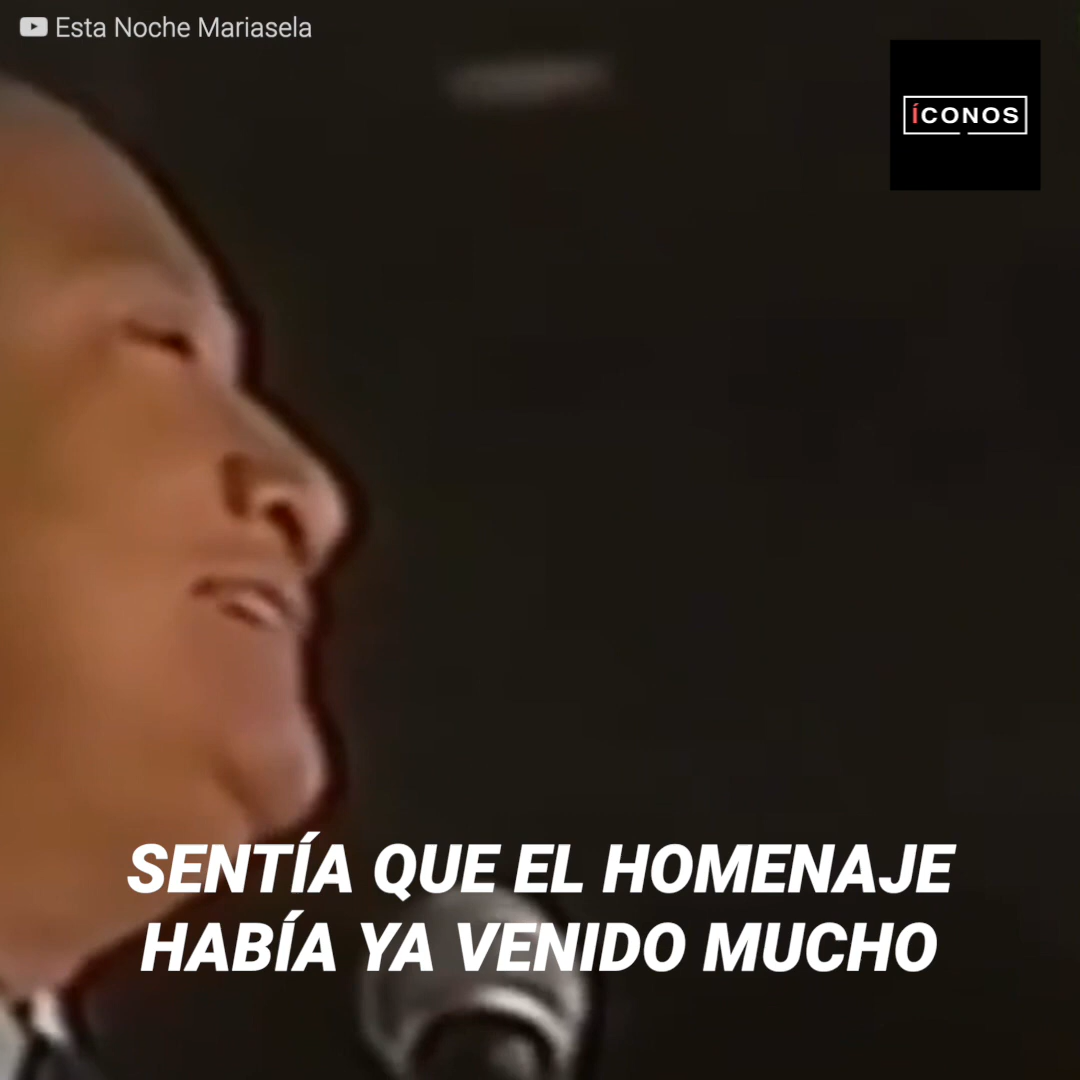 Esta Noche Mariasela
ÍCONOS
SENTÍA QUE EL HOMENAJE
HABÍA YA VENIDO MUCHO